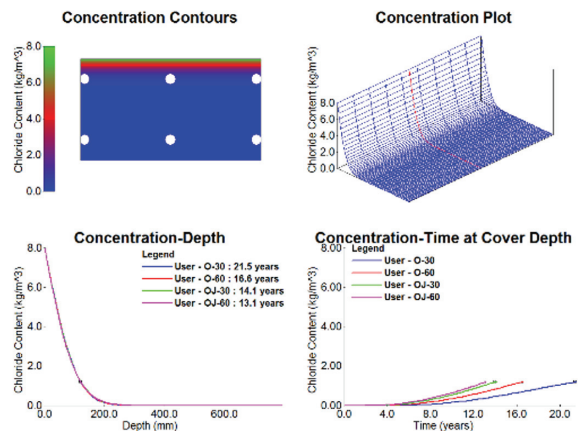 Concentration Contours
Chloride Content (kg/m^3)
8.0
6.0
4.0
2.0
0.0
Concentration Plot
Chloride Content (kg/m^3)
8.0
6.0
4.0
2.0
0.0
Concentration-Depth
Legend
User - O-30 : 21.5 years
User - O-60 : 16.6 years
User - OJ-30 : 14.1 years
User - OJ-60 : 13.1 years
Chloride Content (kg/m^3)
8.0
6.0
4.0
2.0
0.0
0.0 200.0 400.0 600.0
Depth (mm)
Concentration-Time at Cover Depth
Legend
User - O-30
User - O-60
User - OJ-30
User - OJ-60
Chloride Content (kg/m^3)
8.0
6.0
4.0
2.0
0.0
0.0 4.0 8.0 12.0 16.0 20.0
Time (years)